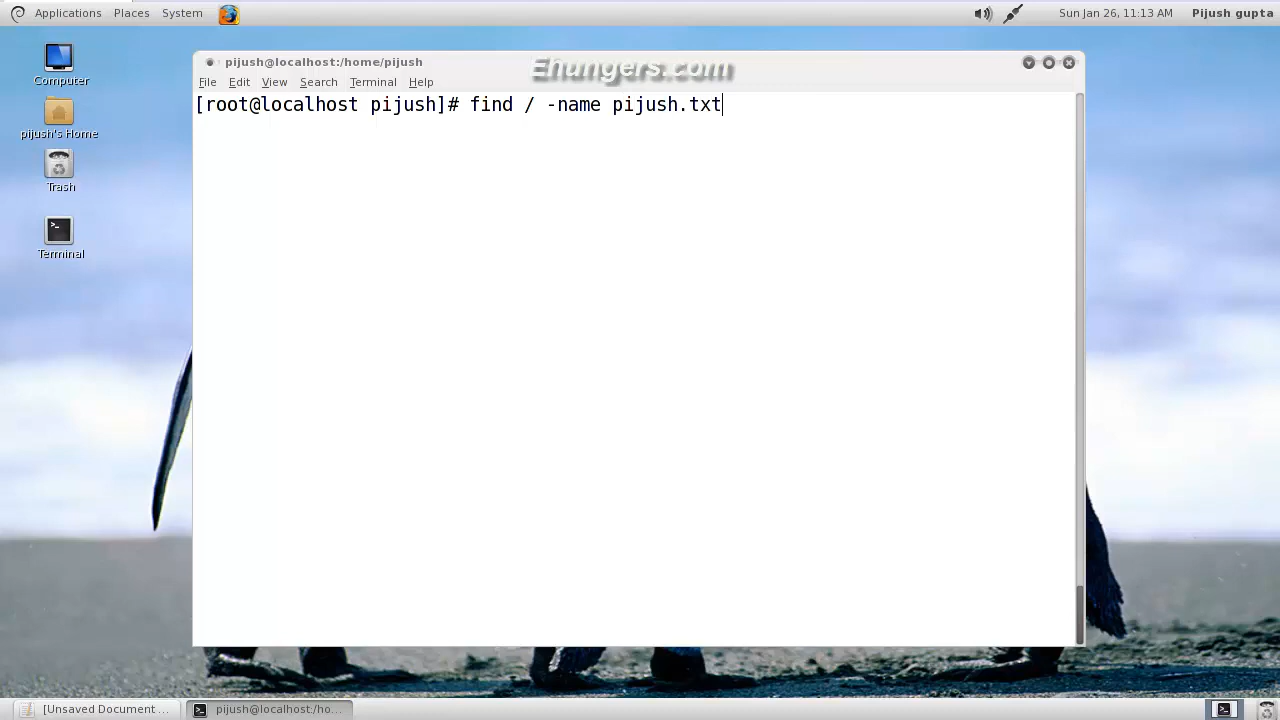 Applications Places System Sun Jan 26, 11:13 AM Pijush gupta
Computer
pijush's Home
Trash
Terminal
pijush@localhost:/home/pijush
Ehungers.com
File Edit View Search Terminal Help
[root@localhost pijush]# find / -name pijush.txt
[Unsaved Document ... pijush@localhost:/ho...